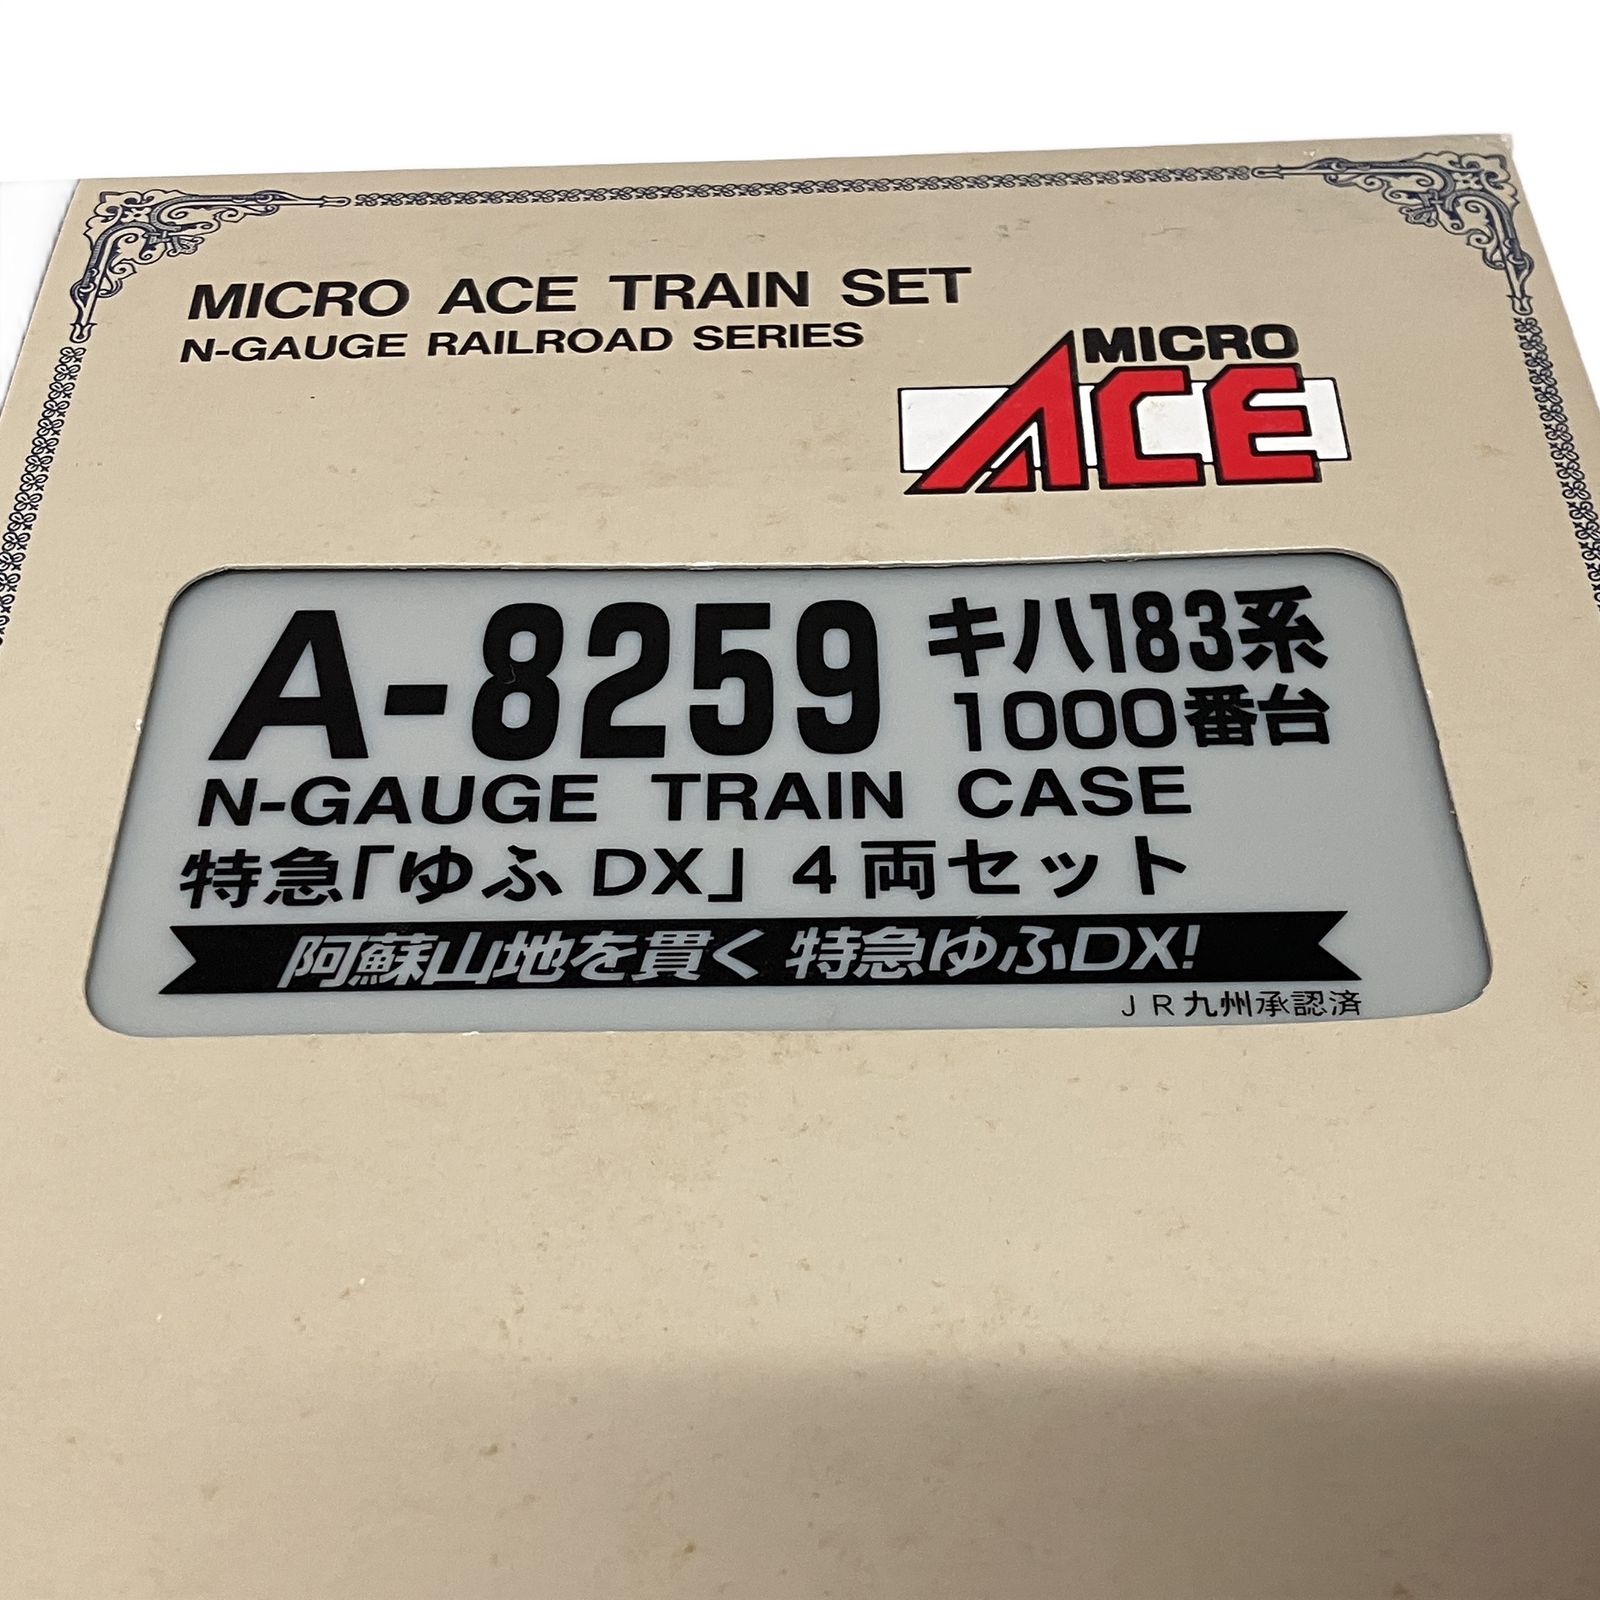 MICRO ACE TRAIN SET
N-GAUGE RAILROAD SERIES
MICRO
ACE
A-8259 キハ183系
1000番台
N-GAUGE TRAIN CASE
特急「ゆふDX」4両セット
阿蘇山地を貫く 特急ゆふDX!
JR九州承認済